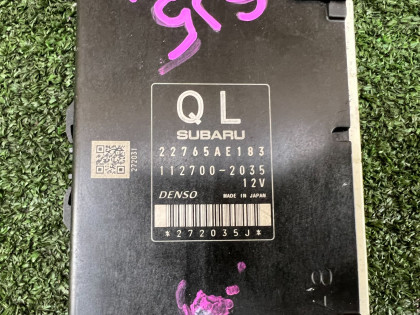 QL
SUBARU
22765AE183
112700-2035
12V
DENSO MADE IN JAPAN
*272035J*
272031